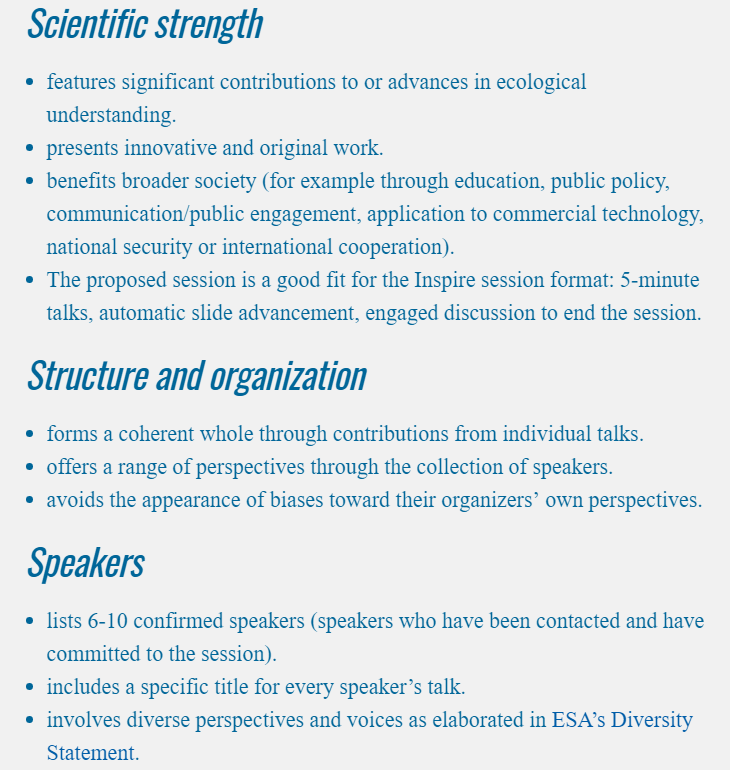 Scientific strength
features significant contributions to or advances in ecological
understanding.
presents innovative and original work.
benefits broader society (for example through education, public policy,
communication/public engagement, application to commercial technology,
national security or international cooperation).
The proposed session is a good fit for the Inspire session format: 5-minute
talks, automatic slide advancement, engaged discussion to end the session.
Structure and organization
forms a coherent whole through contributions from individual talks.
offers a range of perspectives through the collection of speakers.
avoids the appearance of biases toward their organizers’ own perspectives.
Speakers
lists 6-10 confirmed speakers (speakers who have been contacted and have
committed to the session).
includes a specific title for every speaker’s talk.
involves diverse perspectives and voices as elaborated in ESA’s Diversity
Statement.